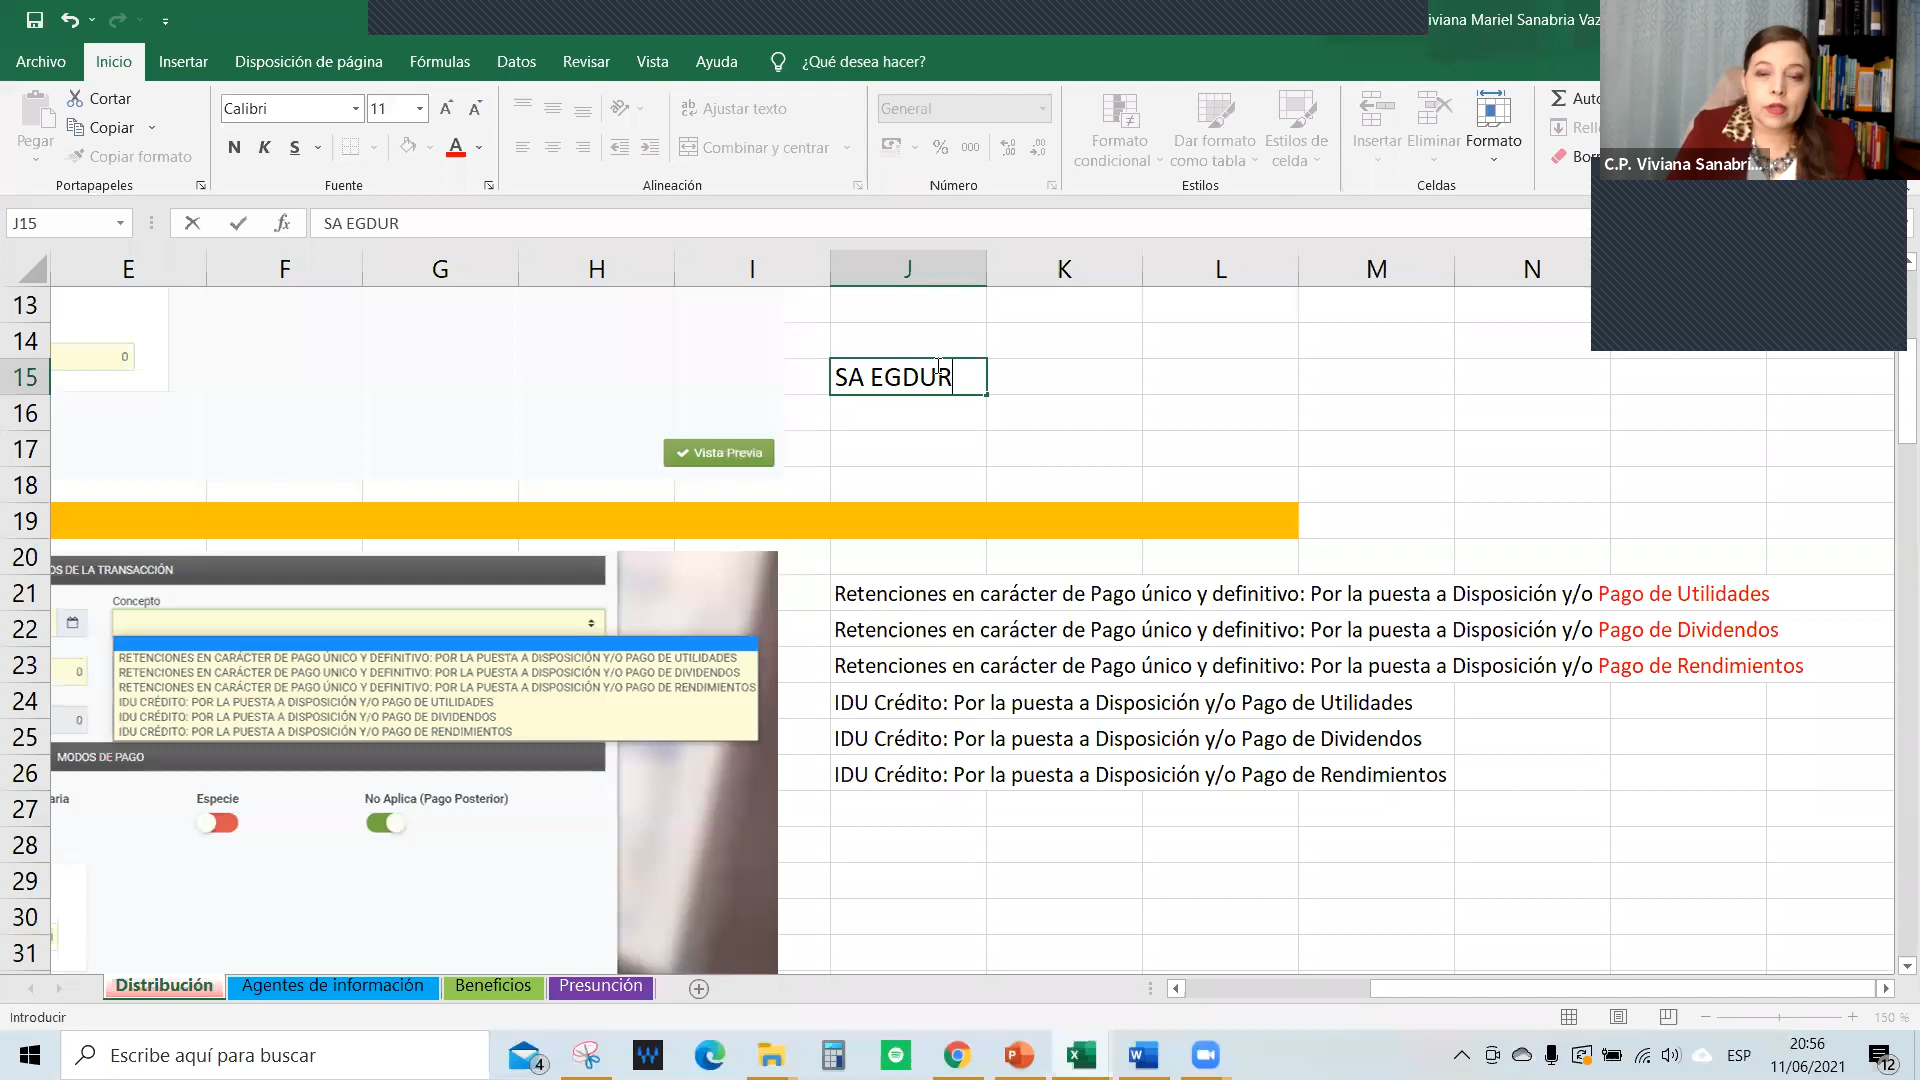 iviana Mariel Sanabria Vaz
Archivo Inicio Insertar Disposición de página Fórmulas Datos Revisar Vista Ayuda ¿Qué desea hacer?
Pegar
Cortar
Copiar
Copiar formato
Portapapeles
Calibri 11
N K S
Fuente
Ajustar texto
Combinar y centrar
Alineación
General
% 000
Número
Formato condicional
Dar formato como tabla
Estilos de celda
Estilos
Insertar Eliminar Formato
Celdas
Auto
Relle
Bor
C.P. Viviana Sanabri...
J15 fx SA EGDUR
E F G H I J K L M N
13
14
0
15 SA EGDUR
16
17 Vista Previa
18
19
20
OS DE LA TRANSACCIÓN
21 Retenciones en carácter de Pago único y definitivo: Por la puesta a Disposición y/o Pago de Utilidades
Concepto
22 Retenciones en carácter de Pago único y definitivo: Por la puesta a Disposición y/o Pago de Dividendos
23 Retenciones en carácter de Pago único y definitivo: Por la puesta a Disposición y/o Pago de Rendimientos
24 IDU Crédito: Por la puesta a Disposición y/o Pago de Utilidades
25 IDU Crédito: Por la puesta a Disposición y/o Pago de Dividendos
26 IDU Crédito: Por la puesta a Disposición y/o Pago de Rendimientos
RETENCIONES EN CARÁCTER DE PAGO ÚNICO Y DEFINITIVO: POR LA PUESTA A DISPOSICIÓN Y/O PAGO DE UTILIDADES
RETENCIONES EN CARÁCTER DE PAGO ÚNICO Y DEFINITIVO: POR LA PUESTA A DISPOSICIÓN Y/O PAGO DE DIVIDENDOS
RETENCIONES EN CARÁCTER DE PAGO ÚNICO Y DEFINITIVO: POR LA PUESTA A DISPOSICIÓN Y/O PAGO DE RENDIMIENTOS
IDU CRÉDITO: POR LA PUESTA A DISPOSICIÓN Y/O PAGO DE UTILIDADES
IDU CRÉDITO: POR LA PUESTA A DISPOSICIÓN Y/O PAGO DE DIVIDENDOS
IDU CRÉDITO: POR LA PUESTA A DISPOSICIÓN Y/O PAGO DE RENDIMIENTOS
0
0
MODOS DE PAGO
aria Especie No Aplica (Pago Posterior)
27
28
29
30
31
Distribución Agentes de información Beneficios Presunción
Introducir
150 %
Escribe aquí para buscar
4
ESP
20:56
11/06/2021
12